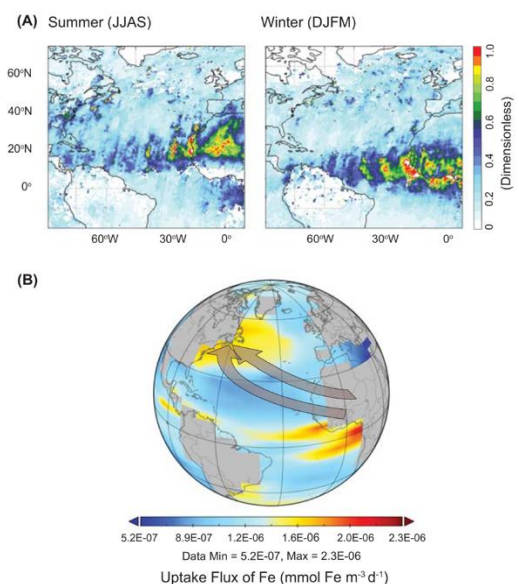 (A) Summer (JJAS) Winter (DJFM)
60°N
40°N
20°N
0°
60°W 30°W 0° 60°W 30°W 0°
0 0.2 0.4 0.6 0.8 1.0
(Dimensionless)
(B)
5.2E-07 8.9E-07 1.2E-06 1.6E-06 2.0E-06 2.3E-06
Data Min = 5.2E-07, Max = 2.3E-06
Uptake Flux of Fe (mmol Fe m⁻³ d⁻¹)